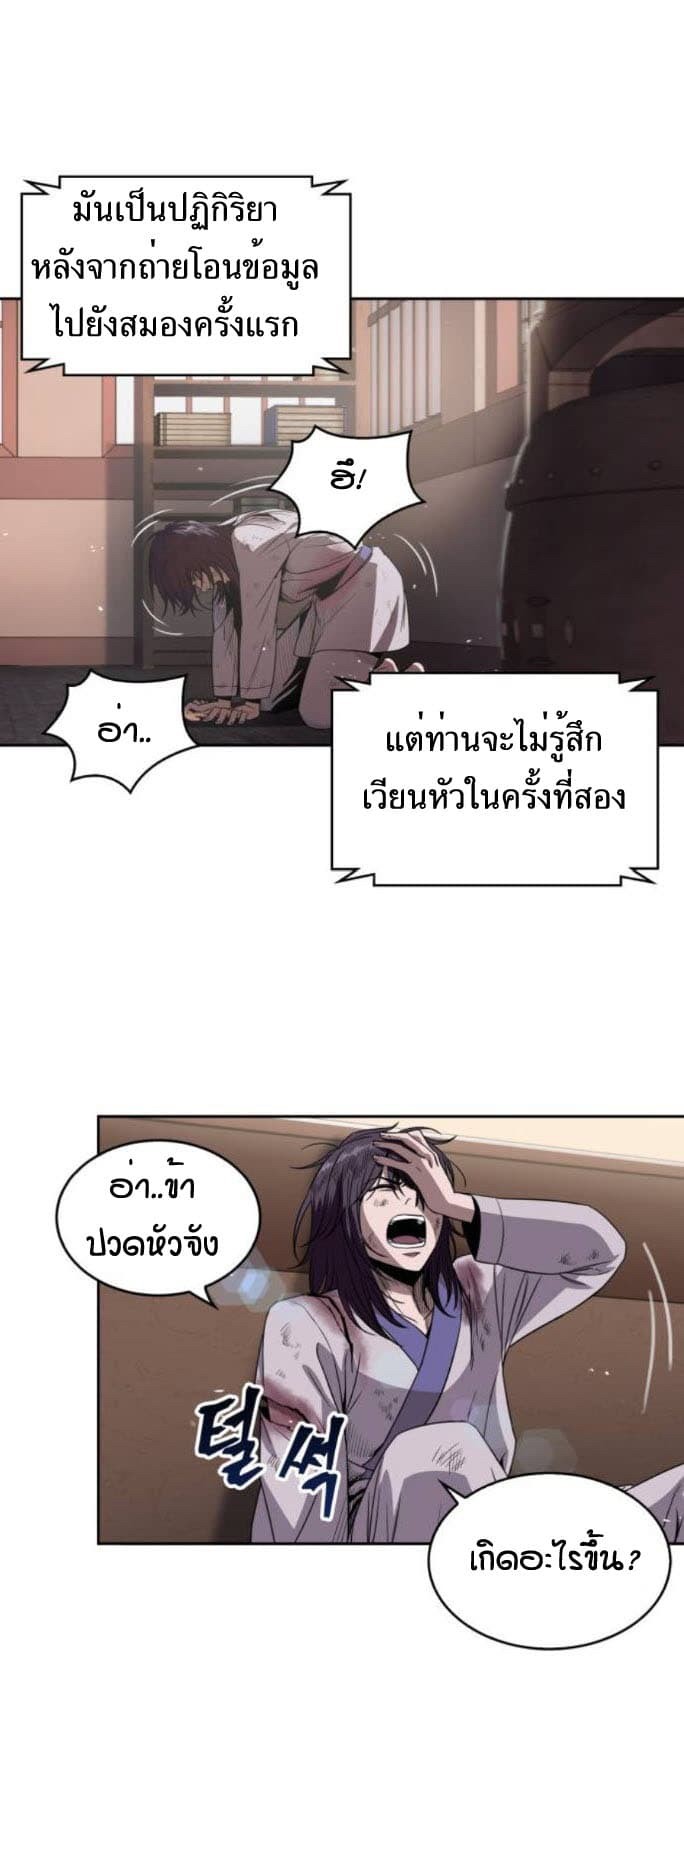 มันเป็นปฏิกิริยา
หลังจากถ่ายโอนข้อมูล
ไปยังสมองครั้งแรก
ฮึ!
อ่า..
แต่ท่านจะไม่รู้สึก
เวียนหัวในครั้งที่สอง
อ่า..ข้า
ปวดหัวจัง
털썩
เกิดอะไรขึ้น?